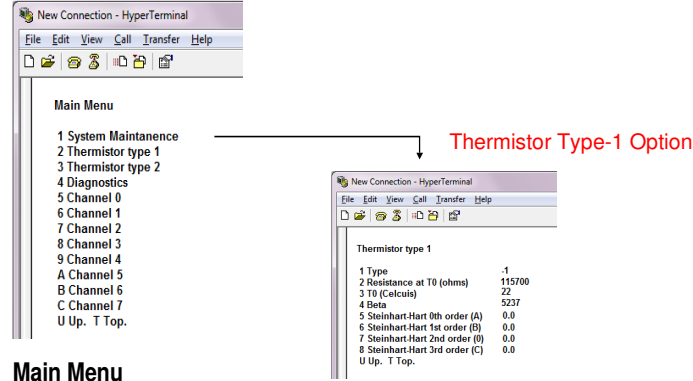 New Connection - HyperTerminal
File Edit View Call Transfer Help
Main Menu
1 System Maintanence
2 Thermistor type 1
3 Thermistor type 2
4 Diagnostics
5 Channel 0
6 Channel 1
7 Channel 2
8 Channel 3
9 Channel 4
A Channel 5
B Channel 6
C Channel 7
U Up. T Top.
Thermistor Type-1 Option
New Connection - HyperTerminal
File Edit View Call Transfer Help
Thermistor type 1
1 Type -1
2 Resistance at T0 (ohms) 115700
3 T0 (Celcuis) 22
4 Beta 5237
5 Steinhart-Hart 0th order (A) 0.0
6 Steinhart-Hart 1st order (B) 0.0
7 Steinhart-Hart 2nd order (0) 0.0
8 Steinhart-Hart 3rd order (C) 0.0
U Up. T Top.
Main Menu